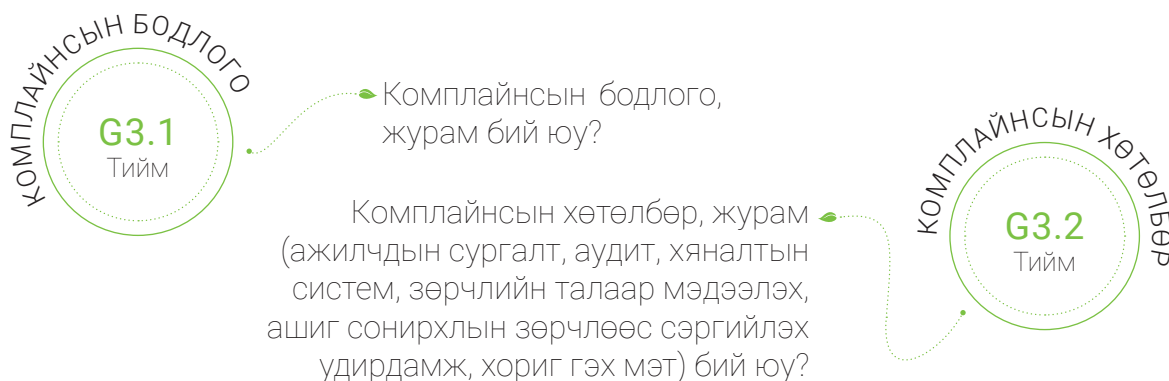 КОМПЛАЙНСЫН БОДЛОГО
G3.1
Тийм
Комплайнсын бодлого,
журам бий юу?
Комплайнсын хөтөлбөр, журам
(ажилчдын сургалт, аудит, хяналтын
систем, зөрчлийн талаар мэдээлэх,
ашиг сонирхлын зөрчлөөс сэргийлэх
удирдамж, хориг гэх мэт) бий юу?
КОМПЛАЙНСЫН ХӨТӨЛБӨР
G3.2
Тийм